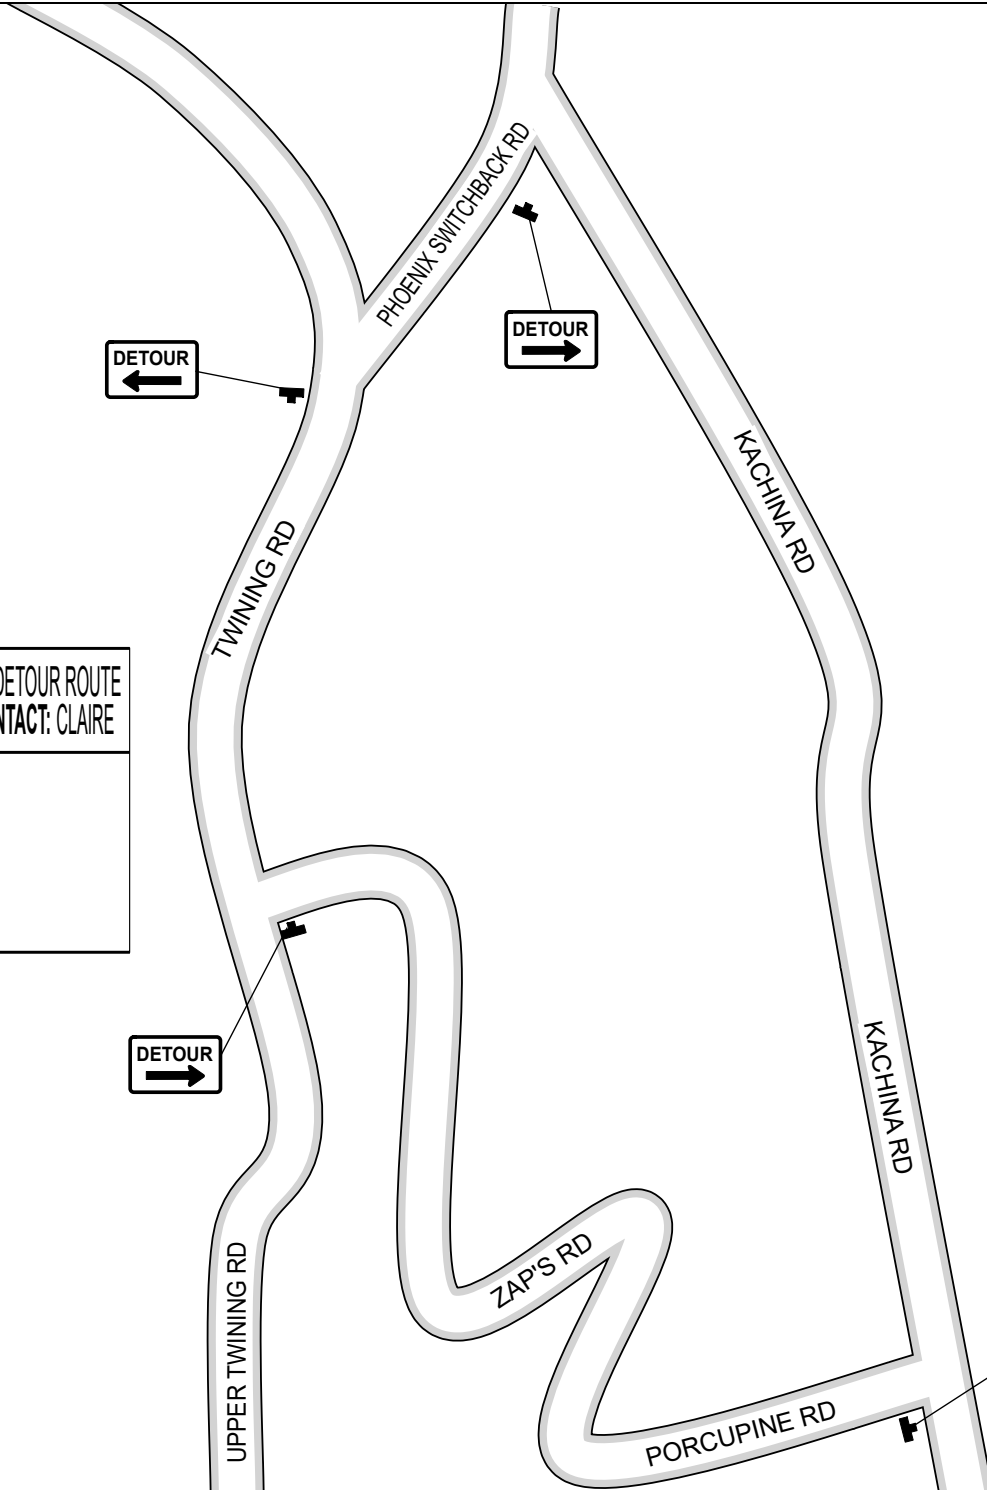 PHOENIX SWITCHBACK RD
DETOUR
DETOUR
KACHINA RD
TWINING RD
DETOUR ROUTE
NTACT: CLAIRE
DETOUR
KACHINA RD
ZAP'S RD
UPPER TWINING RD
PORCUPINE RD